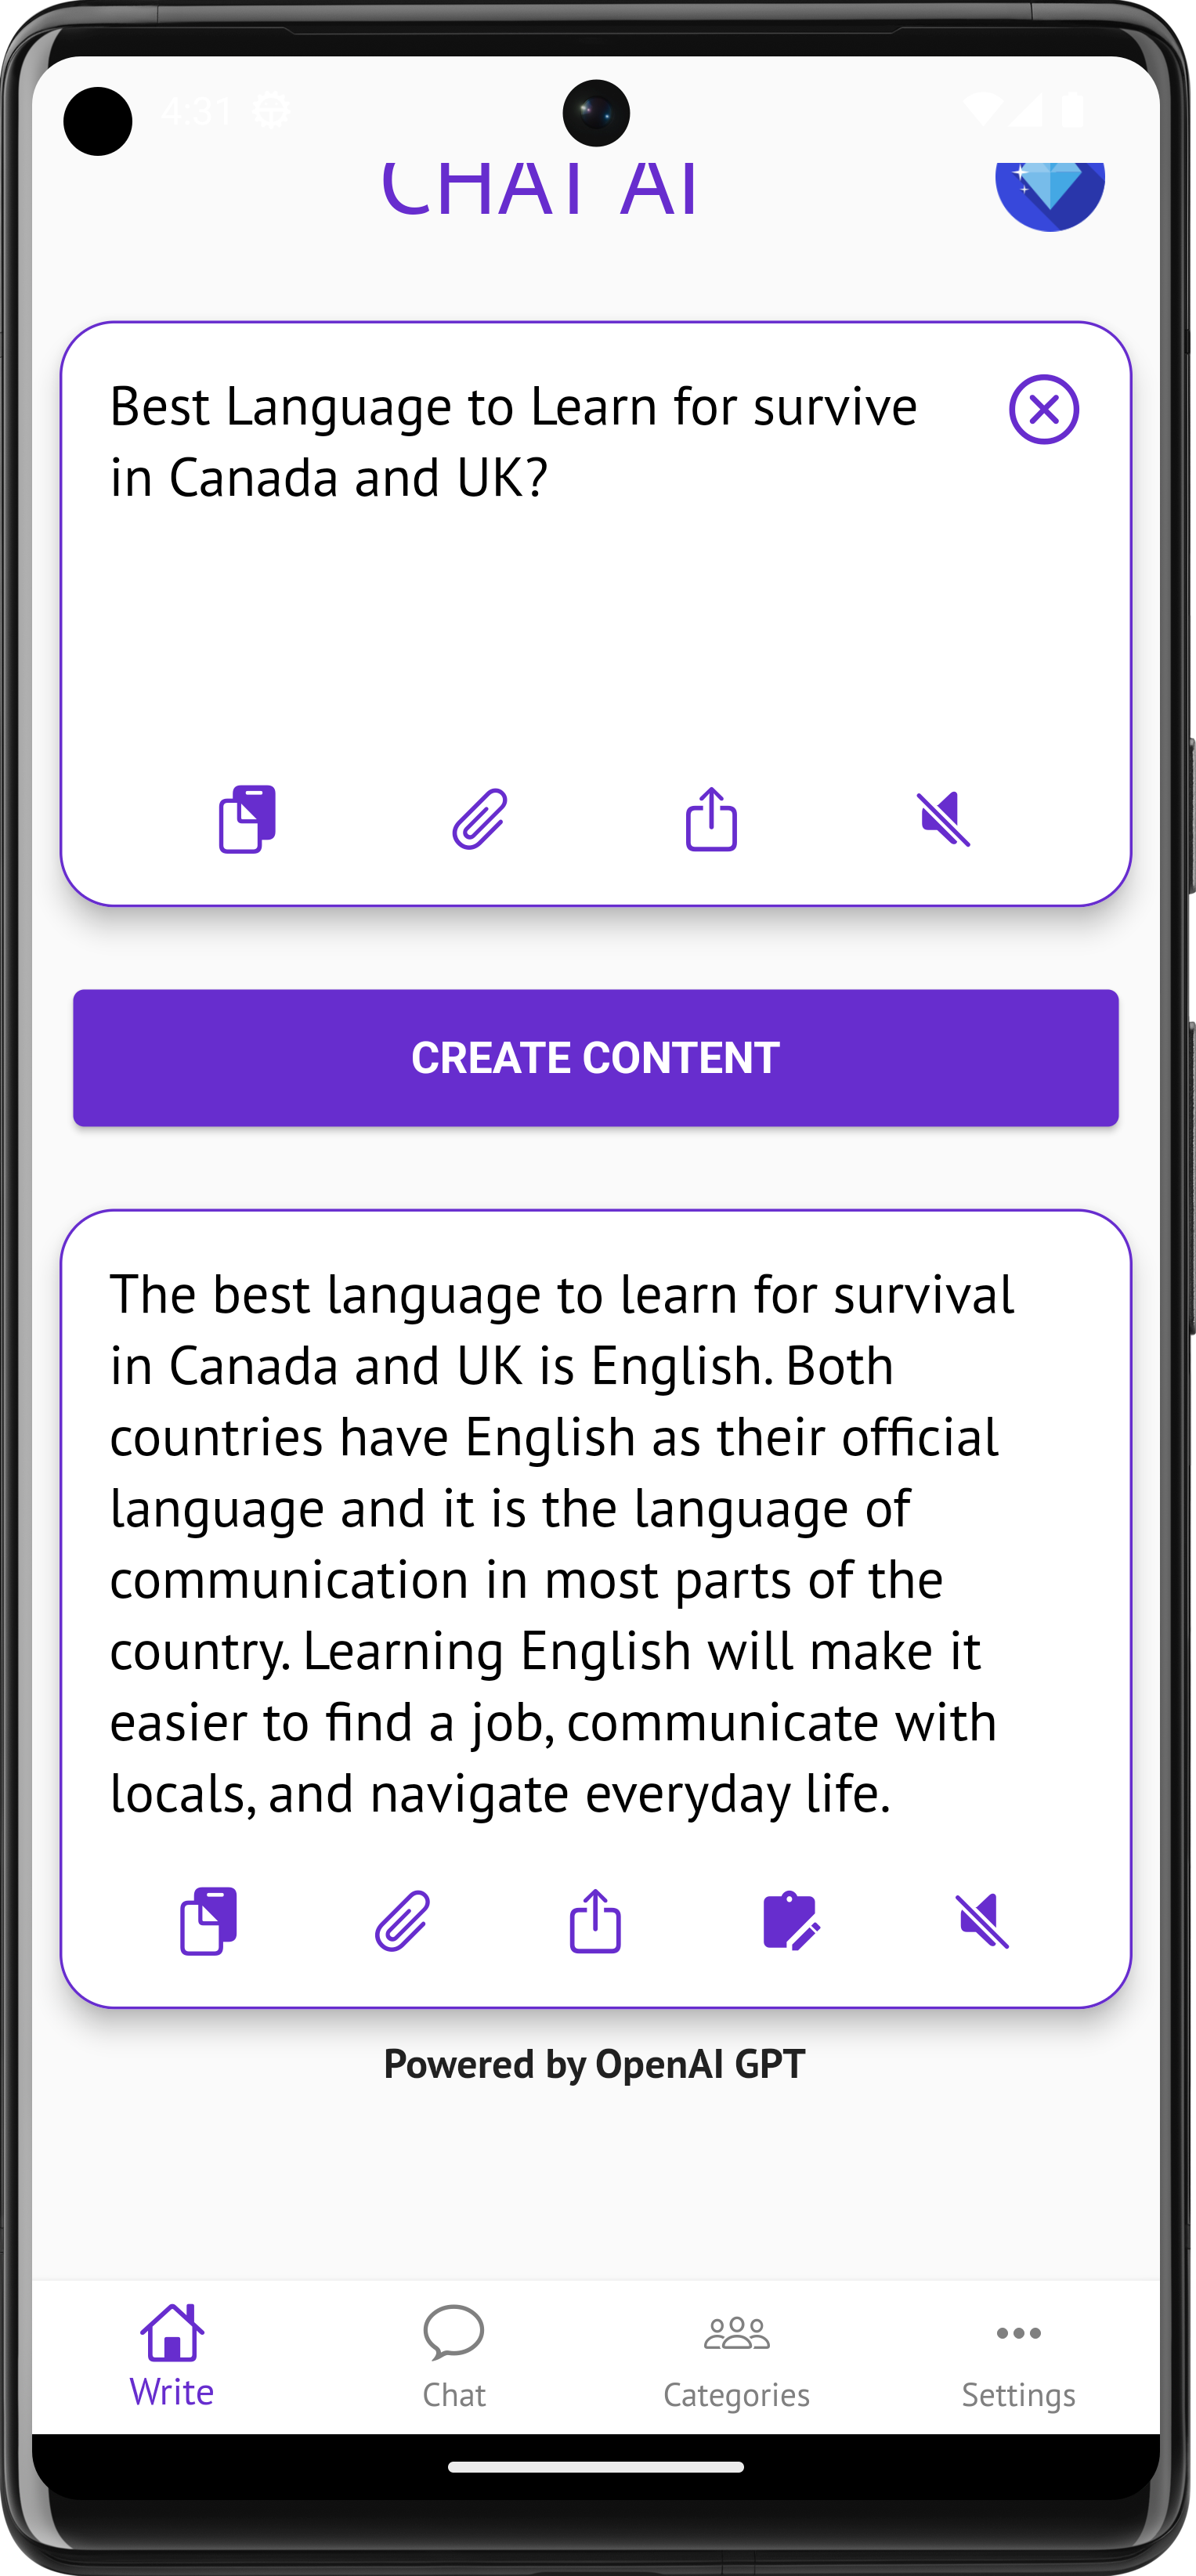 4:31
CHAT AI
Best Language to Learn for survive
in Canada and UK?
CREATE CONTENT
The best language to learn for survival
in Canada and UK is English. Both
countries have English as their official
language and it is the language of
communication in most parts of the
country. Learning English will make it
easier to find a job, communicate with
locals, and navigate everyday life.
Powered by OpenAI GPT
Write
Chat
Categories
Settings